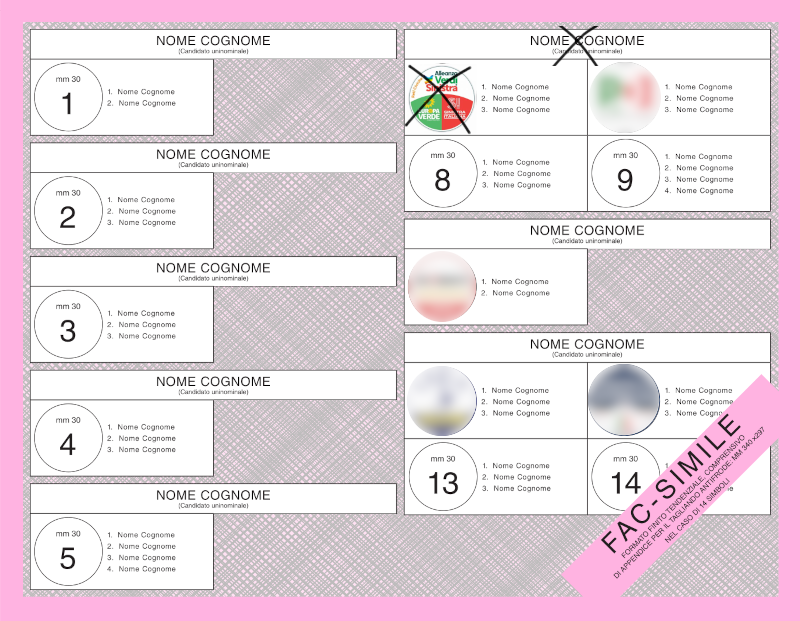 NOME COGNOME
(Candidato uninominale)
mm 30
1
1. Nome Cognome
2. Nome Cognome
NOME COGNOME
(Candidato uninominale)
mm 30
2
1. Nome Cognome
2. Nome Cognome
3. Nome Cognome
NOME COGNOME
(Candidato uninominale)
mm 30
3
1. Nome Cognome
2. Nome Cognome
3. Nome Cognome
NOME COGNOME
(Candidato uninominale)
mm 30
4
1. Nome Cognome
2. Nome Cognome
3. Nome Cognome
NOME COGNOME
(Candidato uninominale)
mm 30
5
1. Nome Cognome
2. Nome Cognome
3. Nome Cognome
4. Nome Cognome
NOME COGNOME
(Candidato uninominale)
Alleanza
Verdi
Sinistra
EUROPA
VERDE
1. Nome Cognome
2. Nome Cognome
3. Nome Cognome
1. Nome Cognome
2. Nome Cognome
3. Nome Cognome
mm 30
8
1. Nome Cognome
2. Nome Cognome
3. Nome Cognome
mm 30
9
1. Nome Cognome
2. Nome Cognome
3. Nome Cognome
4. Nome Cognome
NOME COGNOME
(Candidato uninominale)
1. Nome Cognome
2. Nome Cognome
NOME COGNOME
(Candidato uninominale)
1. Nome Cognome
2. Nome Cognome
3. Nome Cognome
1. Nome Cognome
2. Nome Cognome
3. Nome
mm 30
13
1. Nome Cognome
2. Nome Cognome
3. Nome Cognome
mm 30
14
FAC-SIMILE
FORMATO FINITO TENDENZIALE, COMPRENSIVO
DI APPENDICE PER IL TAGLIANDO ANTIFRODE, MM 340 x297
NEL CASO DI 14 SIMBOLI